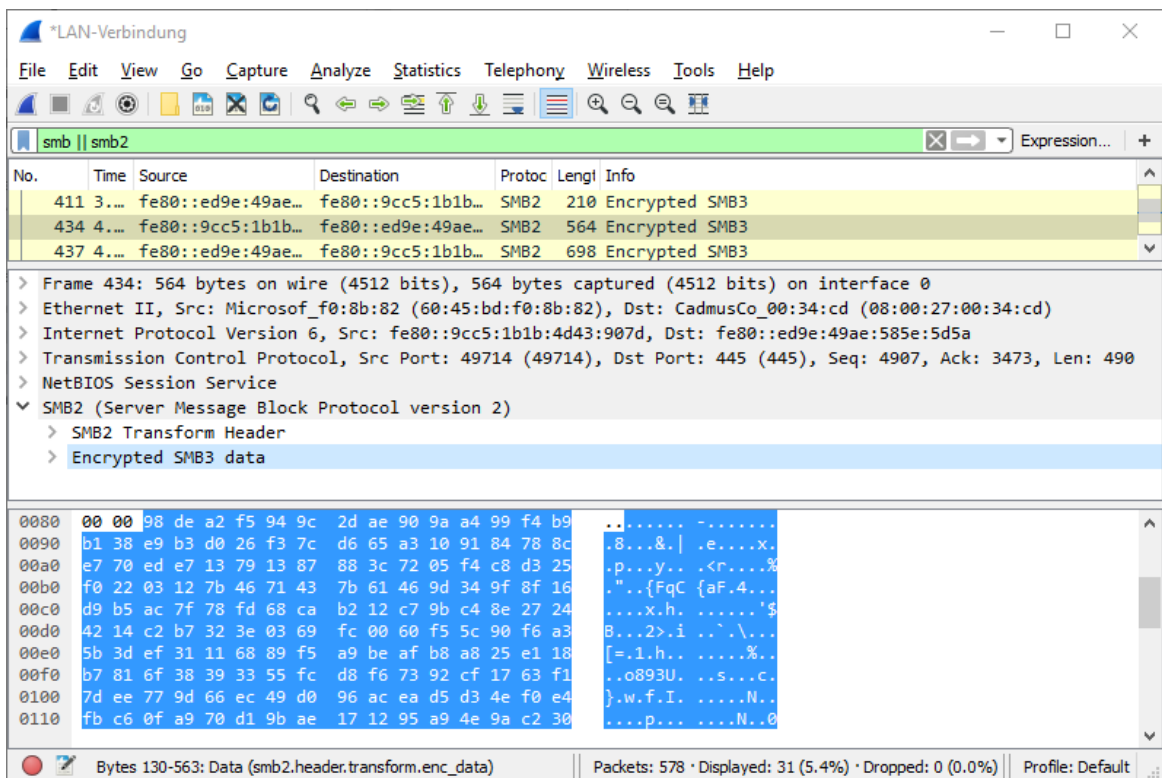 *LAN-Verbindung
File Edit View Go Capture Analyze Statistics Telephony Wireless Tools Help
smb || smb2 Expression... +
No. Time Source Destination Protoc Lengt Info
411 3.… fe80::ed9e:49ae… fe80::9cc5:1b1b… SMB2 210 Encrypted SMB3
434 4.… fe80::9cc5:1b1b… fe80::ed9e:49ae… SMB2 564 Encrypted SMB3
437 4.… fe80::ed9e:49ae… fe80::9cc5:1b1b… SMB2 698 Encrypted SMB3
> Frame 434: 564 bytes on wire (4512 bits), 564 bytes captured (4512 bits) on interface 0
> Ethernet II, Src: Microsof_f0:8b:82 (60:45:bd:f0:8b:82), Dst: CadmusCo_00:34:cd (08:00:27:00:34:cd)
> Internet Protocol Version 6, Src: fe80::9cc5:1b1b:4d43:907d, Dst: fe80::ed9e:49ae:585e:5d5a
> Transmission Control Protocol, Src Port: 49714 (49714), Dst Port: 445 (445), Seq: 4907, Ack: 3473, Len: 490
> NetBIOS Session Service
SMB2 (Server Message Block Protocol version 2)
> SMB2 Transform Header
> Encrypted SMB3 data
0080 00 00 98 de a2 f5 94 9c 2d ae 90 9a a4 99 f4 b9 ........ -.......
0090 b1 38 e9 b3 d0 26 f3 7c d6 65 a3 10 91 84 78 8c .8...&.| .e....x.
00a0 e7 70 ed e7 13 79 13 87 88 3c 72 05 f4 c8 d3 25 .p...y.. .<r....%
00b0 f0 22 03 12 7b 46 71 43 7b 61 46 9d 34 9f 8f 16 ."..{FqC {aF.4...
00c0 d9 b5 ac 7f 78 fd 68 ca b2 12 c7 9b c4 8e 27 24 ....x.h. ......'$
00d0 42 14 c2 b7 32 3e 03 69 fc 00 60 f5 5c 90 f6 a3 B...2>.i ..`.\...
00e0 5b 3d ef 31 11 68 89 f5 a9 be af b8 a8 25 e1 18 [=.1.h.. .....%..
00f0 b7 81 6f 38 39 33 55 fc d8 f6 73 92 cf 17 63 f1 ..o893U. ..s...c.
0100 7d ee 77 9d 66 ec 49 d0 96 ac ea d5 d3 4e f0 e4 }.w.f.I. .....N..
0110 fb c6 0f a9 70 d1 9b ae 17 12 95 a9 4e 9a c2 30 ....p... ....N..0
Bytes 130-563: Data (smb2.header.transform.enc_data) Packets: 578 · Displayed: 31 (5.4%) · Dropped: 0 (0.0%) Profile: Default